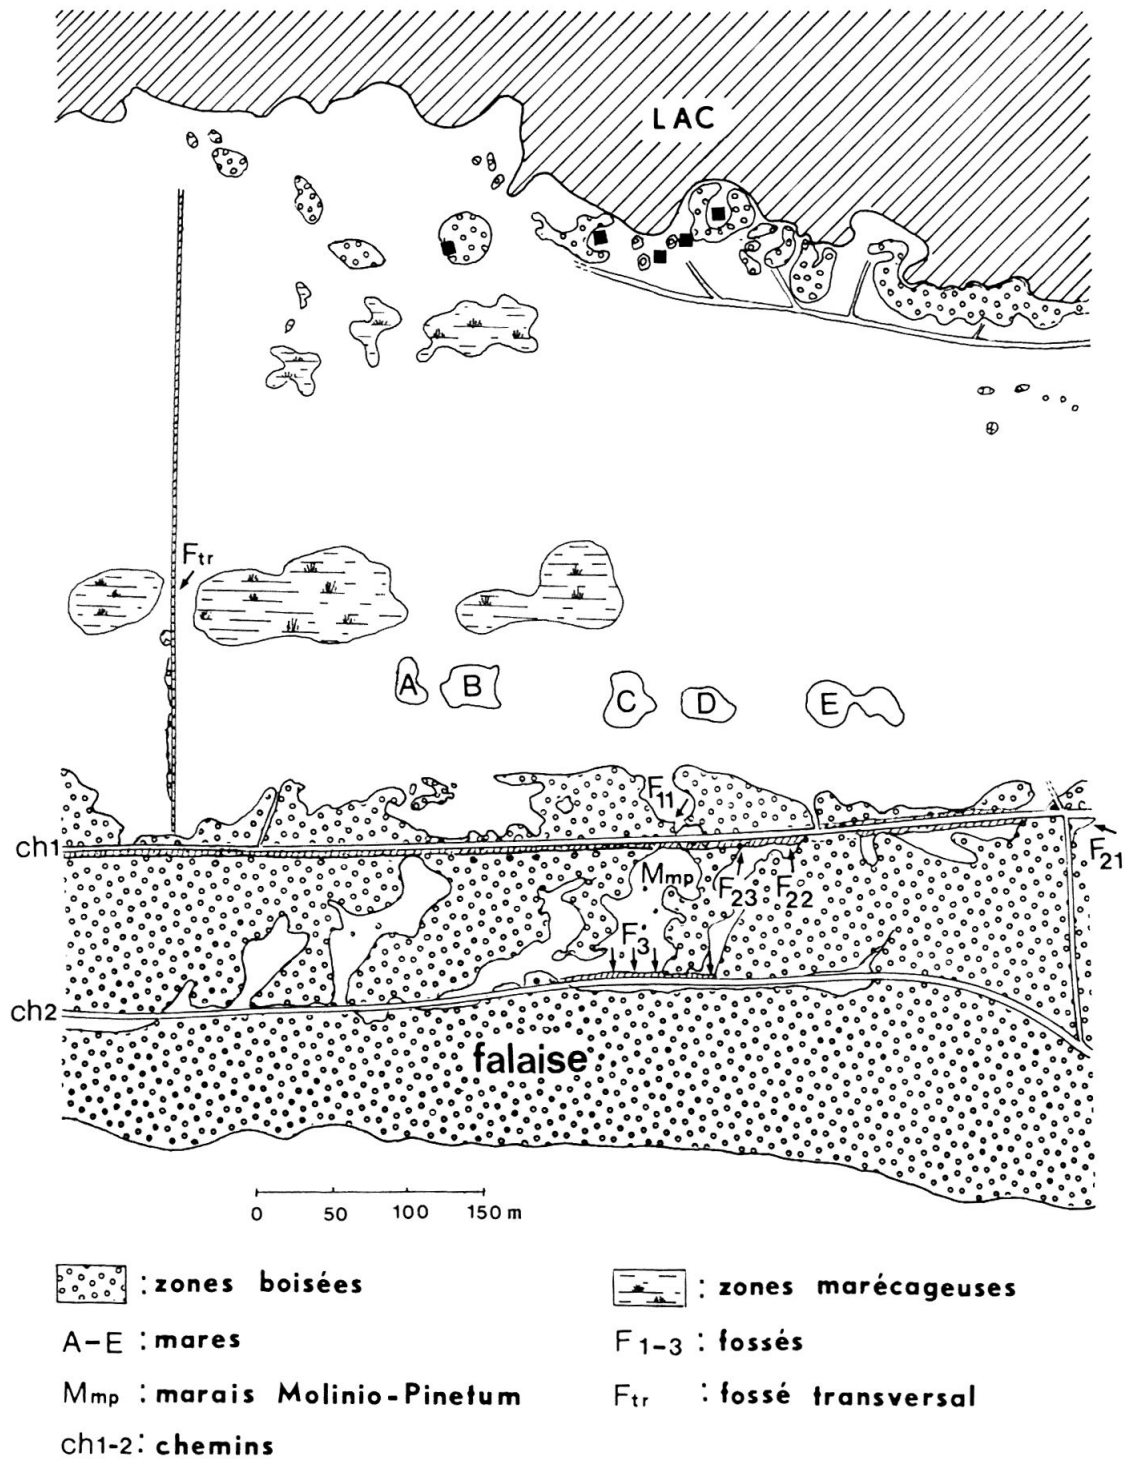 LAC
Ftr
A B C D E
F11
ch1
F21
Mmp
F23 F22
F3
ch2
falaise
0 50 100 150 m
: zones boisées
: zones marécageuses
A-E : mares
F1-3 : fossés
Mmp : marais Molinio-Pinetum
Ftr : fossé transversal
ch1-2: chemins